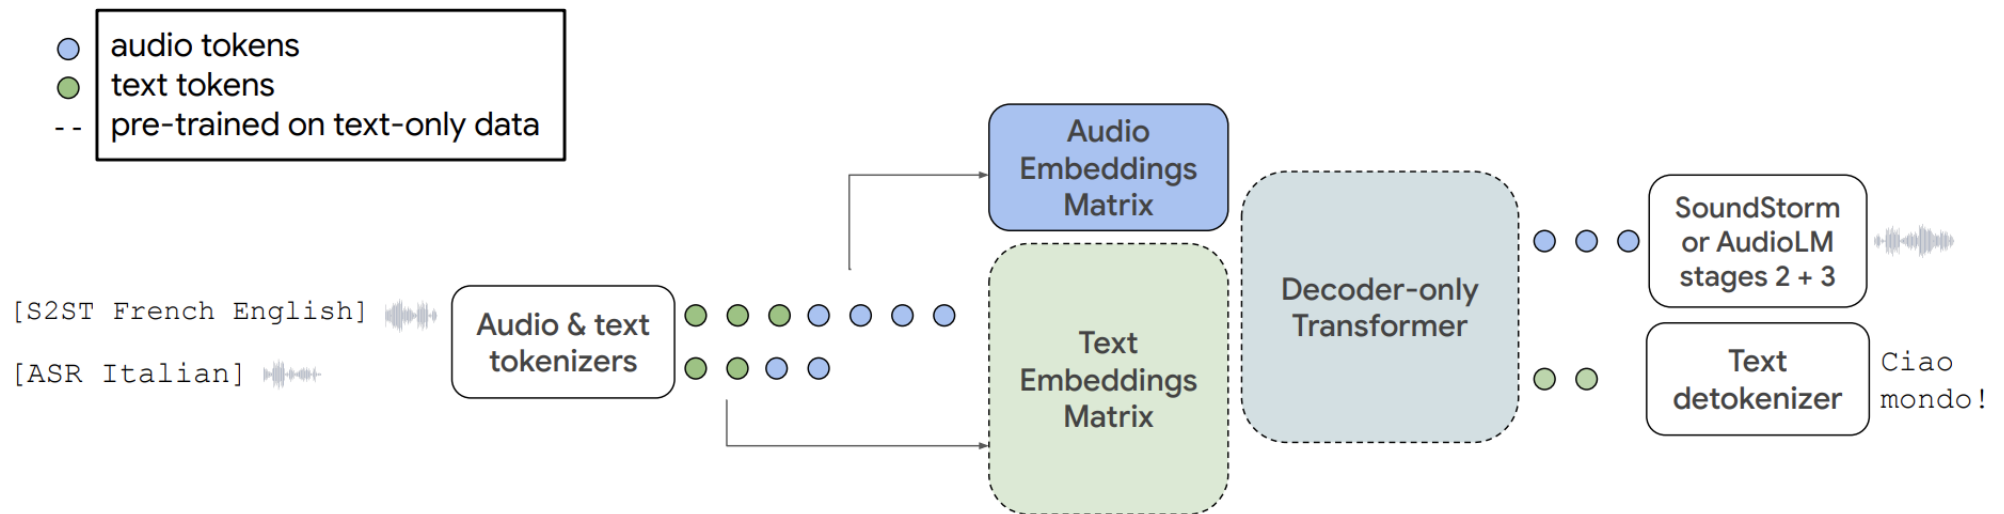 audio tokens
text tokens
-- pre-trained on text-only data
[S2ST French English]
[ASR Italian]
Audio & text
tokenizers
Audio
Embeddings
Matrix
Text
Embeddings
Matrix
Decoder-only
Transformer
SoundStorm
or AudioLM
stages 2 + 3
Text
detokenizer
Ciao
mondo!